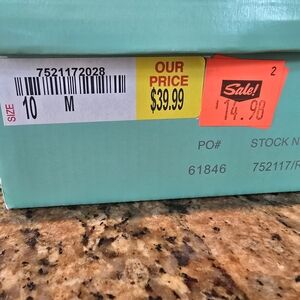 7521172028
SIZE
10 M
OUR
PRICE
$39.99
2
Sale!
$14.98
PO# STOCK N
61846 752117/R